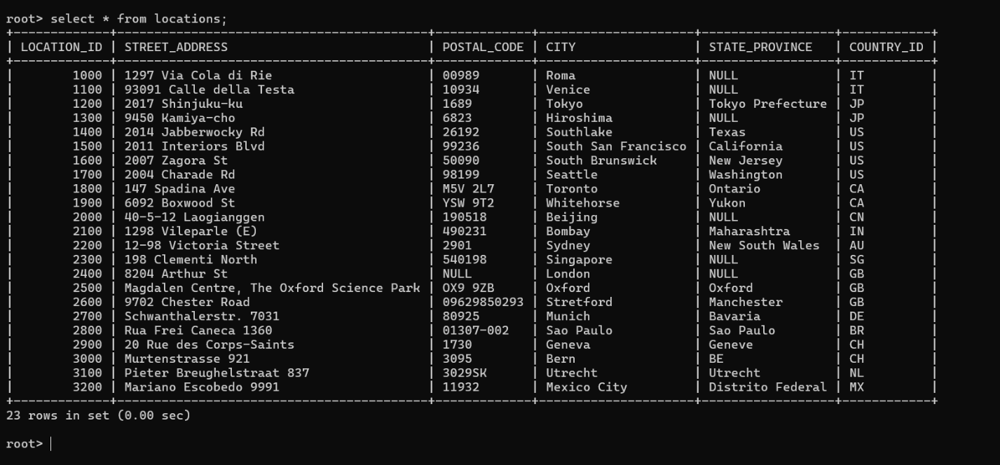 root> select * from locations;
+-------------+------------------------------------------+-------------+---------------------+------------------+------------+
| LOCATION_ID | STREET_ADDRESS                           | POSTAL_CODE | CITY                | STATE_PROVINCE   | COUNTRY_ID |
+-------------+------------------------------------------+-------------+---------------------+------------------+------------+
|        1000 | 1297 Via Cola di Rie                     | 00989       | Roma                | NULL             | IT         |
|        1100 | 93091 Calle della Testa                  | 10934       | Venice              | NULL             | IT         |
|        1200 | 2017 Shinjuku-ku                         | 1689        | Tokyo               | Tokyo Prefecture | JP         |
|        1300 | 9450 Kamiya-cho                          | 6823        | Hiroshima           | NULL             | JP         |
|        1400 | 2014 Jabberwocky Rd                      | 26192       | Southlake           | Texas            | US         |
|        1500 | 2011 Interiors Blvd                      | 99236       | South San Francisco | California       | US         |
|        1600 | 2007 Zagora St                           | 50090       | South Brunswick     | New Jersey       | US         |
|        1700 | 2004 Charade Rd                          | 98199       | Seattle             | Washington       | US         |
|        1800 | 147 Spadina Ave                          | M5V 2L7     | Toronto             | Ontario          | CA         |
|        1900 | 6092 Boxwood St                          | YSW 9T2     | Whitehorse          | Yukon            | CA         |
|        2000 | 40-5-12 Laogianggen                      | 190518      | Beijing             | NULL             | CN         |
|        2100 | 1298 Vileparle (E)                       | 490231      | Bombay              | Maharashtra      | IN         |
|        2200 | 12-98 Victoria Street                    | 2901        | Sydney              | New South Wales  | AU         |
|        2300 | 198 Clementi North                       | 540198      | Singapore           | NULL             | SG         |
|        2400 | 8204 Arthur St                           | NULL        | London              | NULL             | GB         |
|        2500 | Magdalen Centre, The Oxford Science Park | OX9 9ZB     | Oxford              | Oxford           | GB         |
|        2600 | 9702 Chester Road                        | 09629850293 | Stretford           | Manchester       | GB         |
|        2700 | Schwanthalerstr. 7031                    | 80925       | Munich              | Bavaria          | DE         |
|        2800 | Rua Frei Caneca 1360                     | 01307-002   | Sao Paulo           | Sao Paulo        | BR         |
|        2900 | 20 Rue des Corps-Saints                  | 1730        | Geneva              | Geneve           | CH         |
|        3000 | Murtenstrasse 921                        | 3095        | Bern                | BE               | CH         |
|        3100 | Pieter Breughelstraat 837                | 3029SK      | Utrecht             | Utrecht          | NL         |
|        3200 | Mariano Escobedo 9991                    | 11932       | Mexico City         | Distrito Federal | MX         |
+-------------+------------------------------------------+-------------+---------------------+------------------+------------+
23 rows in set (0.00 sec)
root>